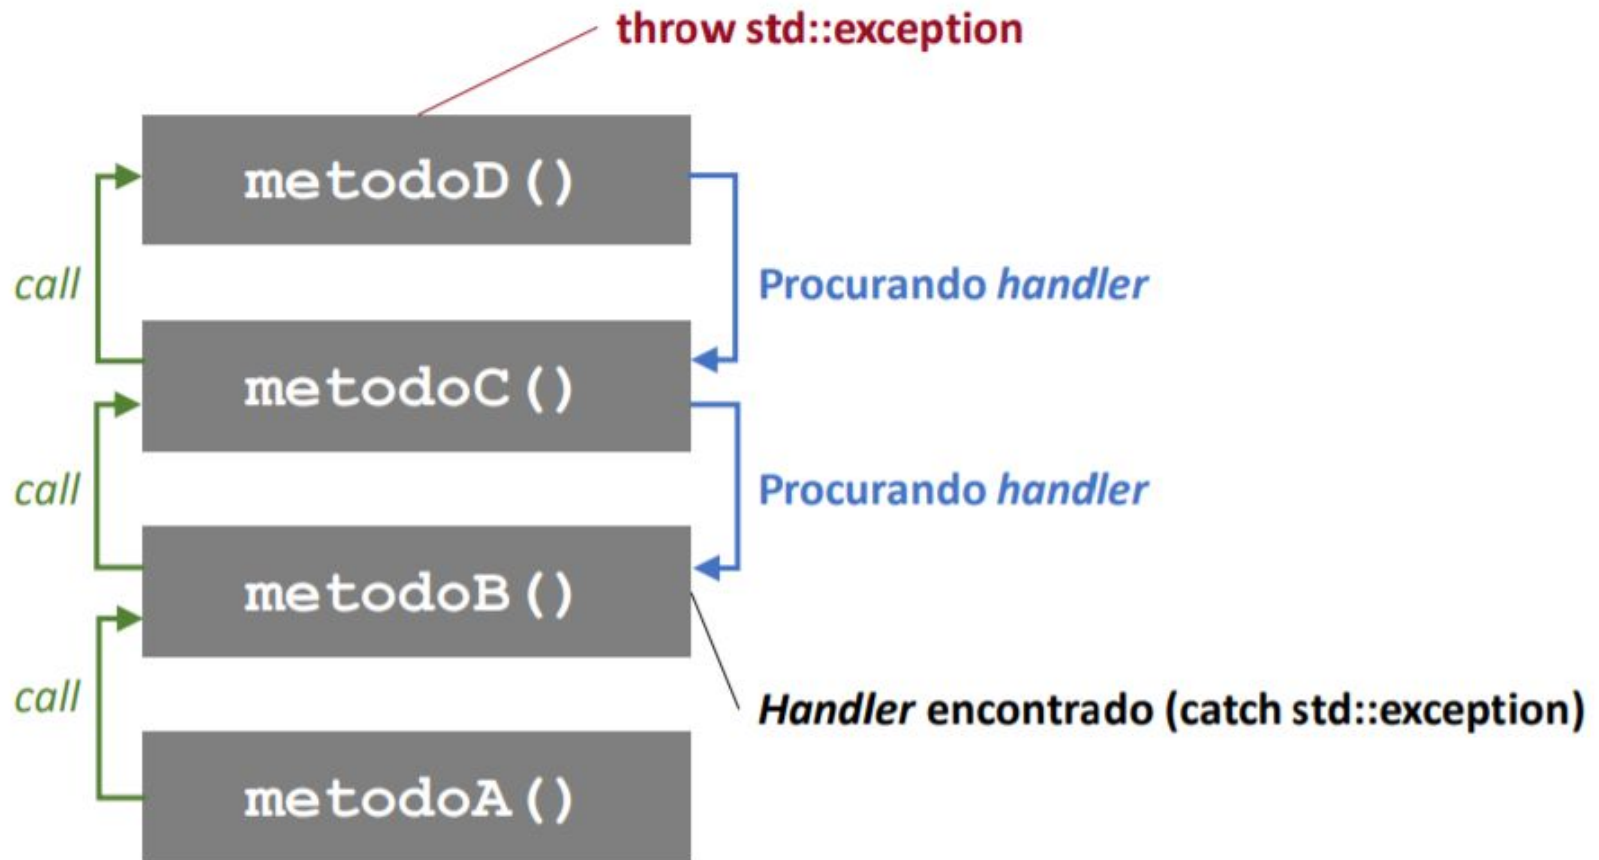 throw std::exception
metodoD()
call
Procurando handler
metodoC()
call
Procurando handler
metodoB()
call
Handler encontrado (catch std::exception)
metodoA()